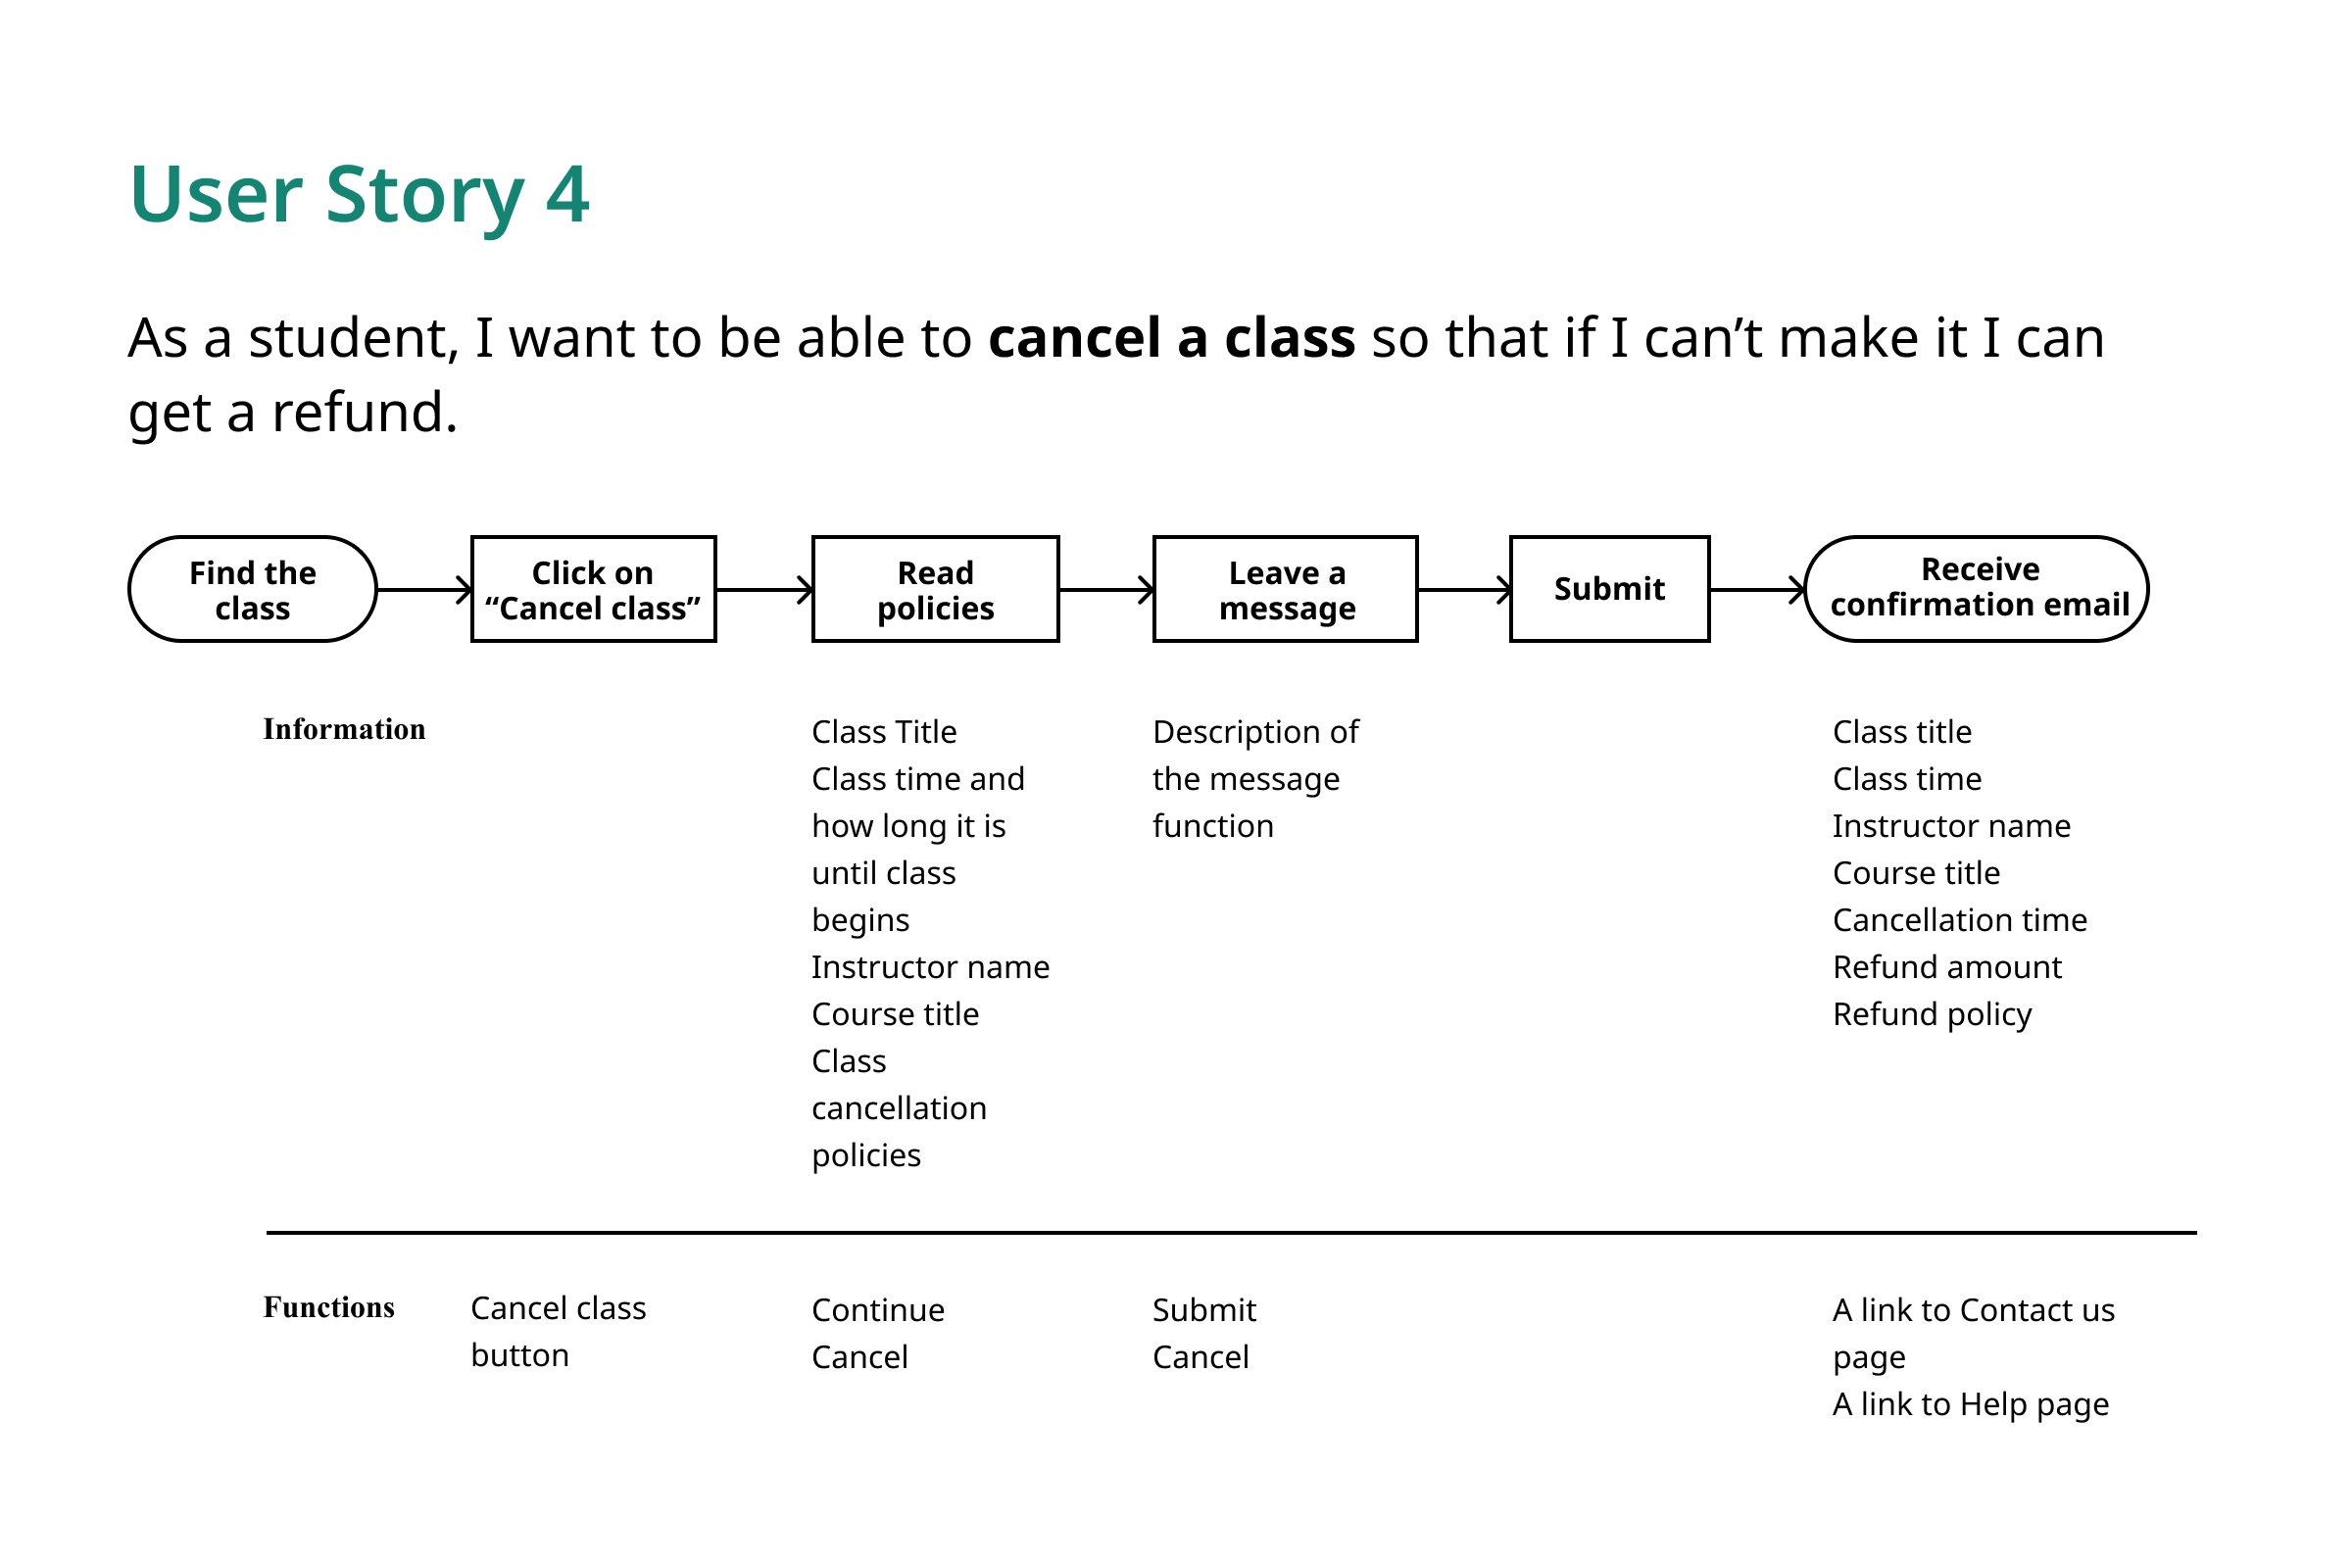 User Story 4
As a student, I want to be able to cancel a class so that if I can’t make it I can
get a refund.
Find the
class
Click on
“Cancel class”
Read
policies
Leave a
message
Submit
Receive
confirmation email
Information
Class Title
Class time and
how long it is
until class
begins
Instructor name
Course title
Class
cancellation
policies
Description of
the message
function
Class title
Class time
Instructor name
Course title
Cancellation time
Refund amount
Refund policy
Functions
Cancel class
button
Continue
Cancel
Submit
Cancel
A link to Contact us
page
A link to Help page